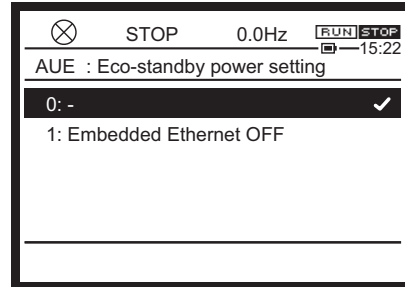 STOP 0.0Hz RUN STOP
15:22
AUE : Eco-standby power setting
0: -
1: Embedded Ethernet OFF